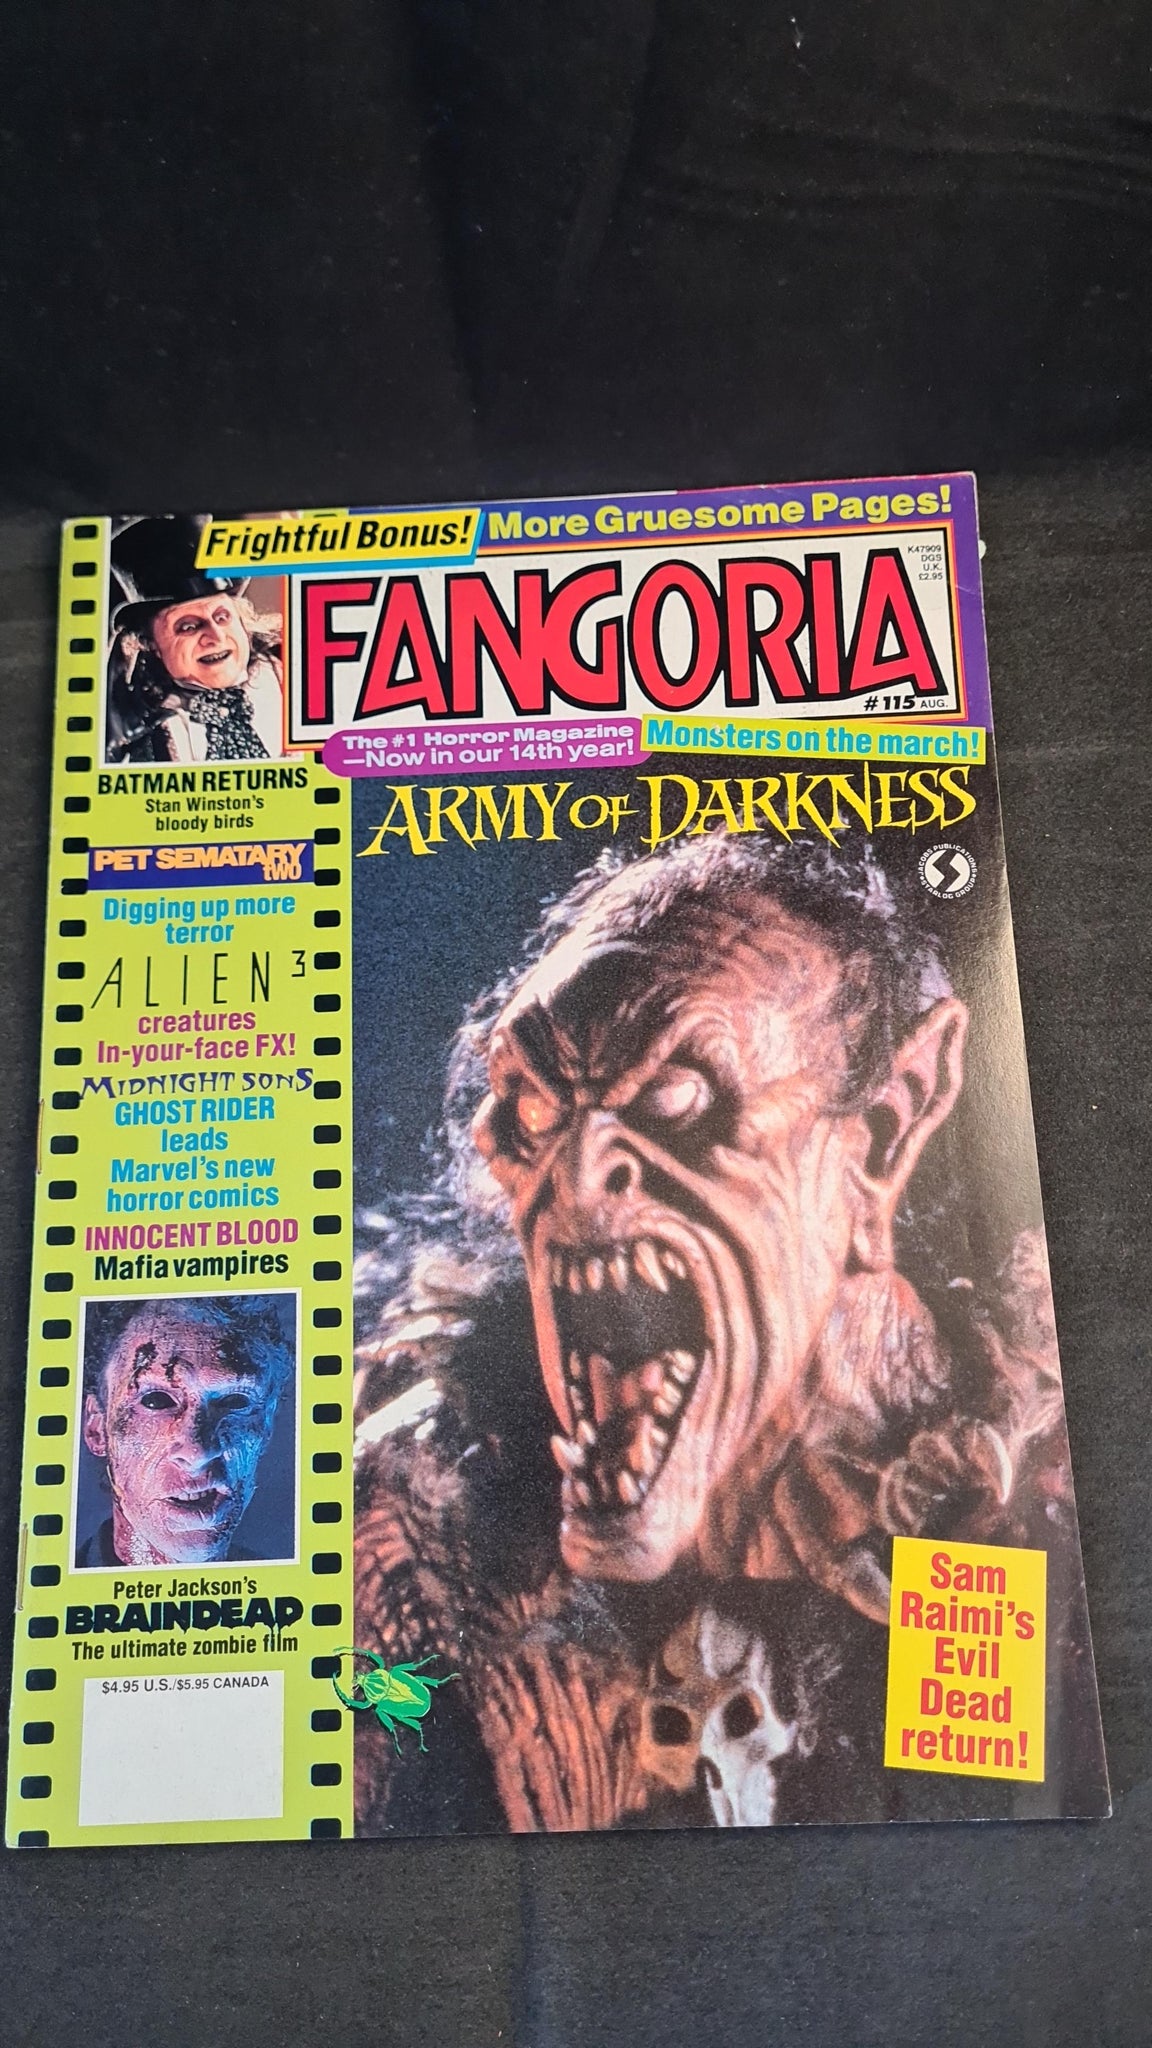 Frightful Bonus!
More Gruesome Pages!
FANGORIA
K47909
DGS
U.K.
£2.95
#115 AUG.
The #1 Horror Magazine
—Now in our 14th year!
Monsters on the march!
ARMY OF DARKNESS
JACOBS PUBLICATIONS
STARLOG GROUP
BATMAN RETURNS
Stan Winston's
bloody birds
PET SEMATARY
TWO
Digging up more
terror
ALIEN 3
creatures
In-your-face FX!
MIDNIGHT SONS
GHOST RIDER
leads
Marvel's new
horror comics
INNOCENT BLOOD
Mafia vampires
Peter Jackson's
BRAINDEAD
The ultimate zombie film
$4.95 U.S./$5.95 CANADA
Sam
Raimi's
Evil
Dead
return!